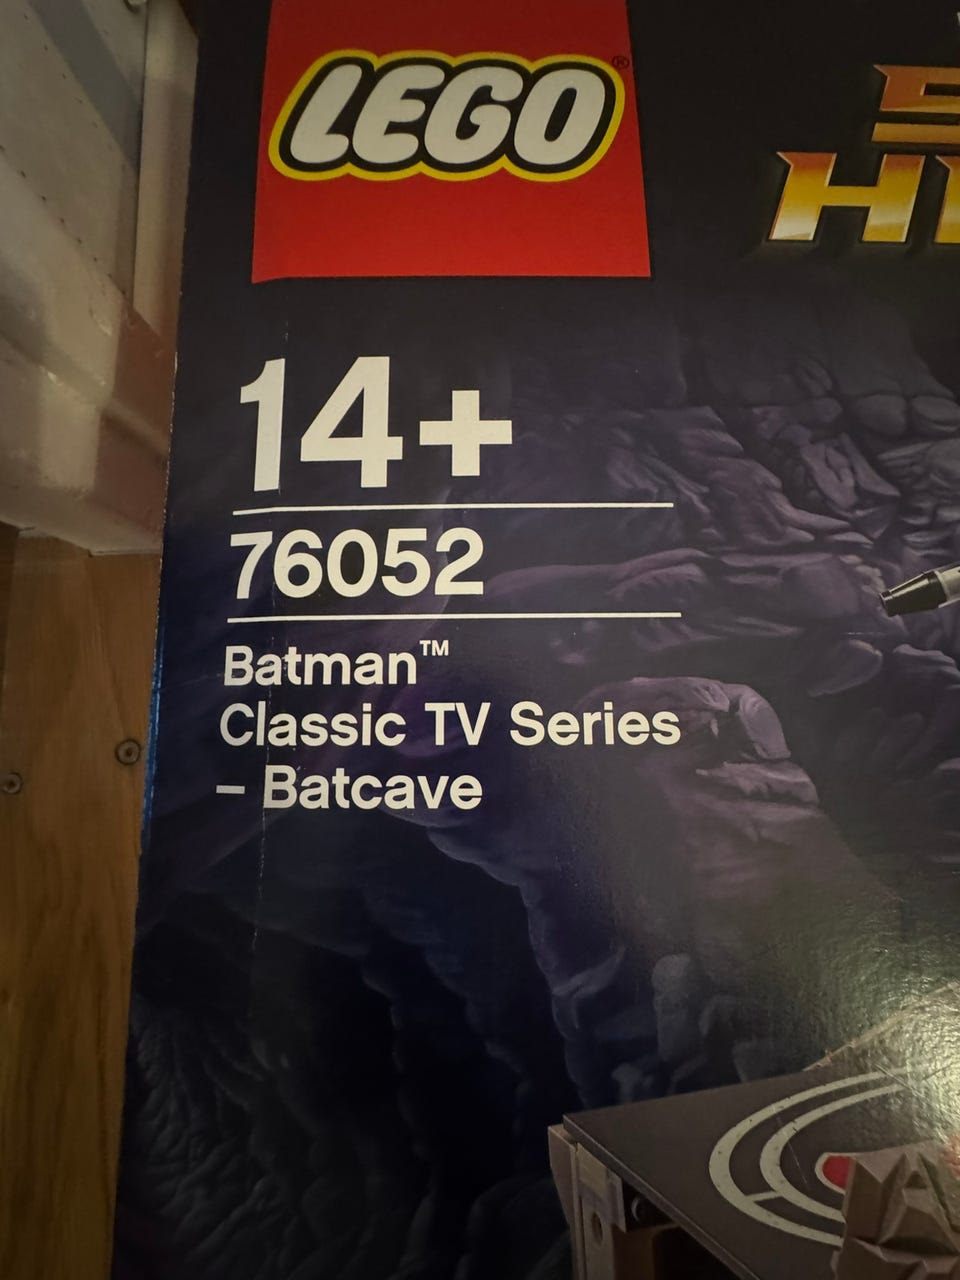 LEGO®
14+
76052
Batman™
Classic TV Series
– Batcave